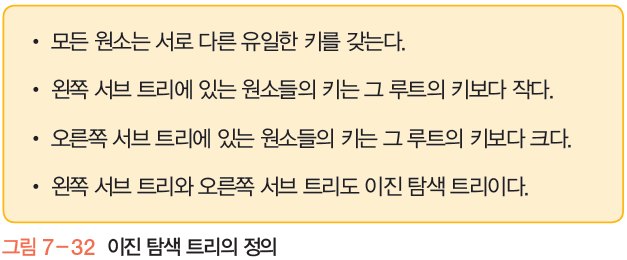 • 모든 원소는 서로 다른 유일한 키를 갖는다.
• 왼쪽 서브 트리에 있는 원소들의 키는 그 루트의 키보다 작다.
• 오른쪽 서브 트리에 있는 원소들의 키는 그 루트의 키보다 크다.
• 왼쪽 서브 트리와 오른쪽 서브 트리도 이진 탐색 트리이다.
그림 7-32 이진 탐색 트리의 정의